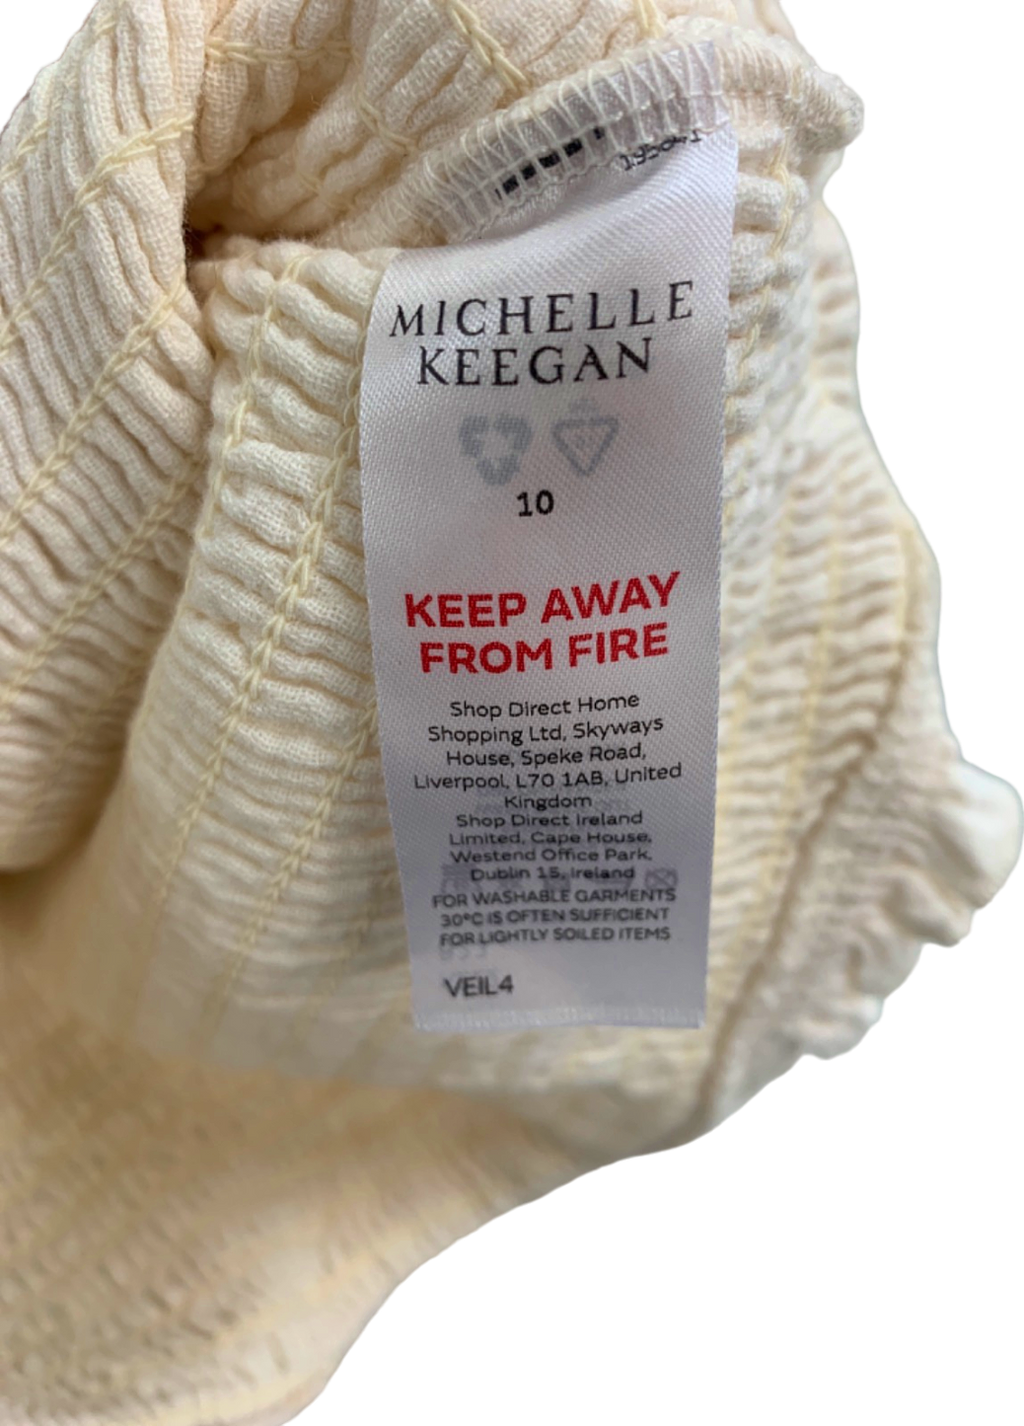 MICHELLE
KEEGAN
10
KEEP AWAY
FROM FIRE
Shop Direct Home
Shopping Ltd, Skyways
House, Speke Road,
Liverpool, L70 1AB, United
Kingdom
Shop Direct Ireland
Limited, Cape House,
Westend Office Park,
Dublin 15, Ireland
FOR WASHABLE GARMENTS
30°C IS OFTEN SUFFICIENT
FOR LIGHTLY SOILED ITEMS
VEIL4